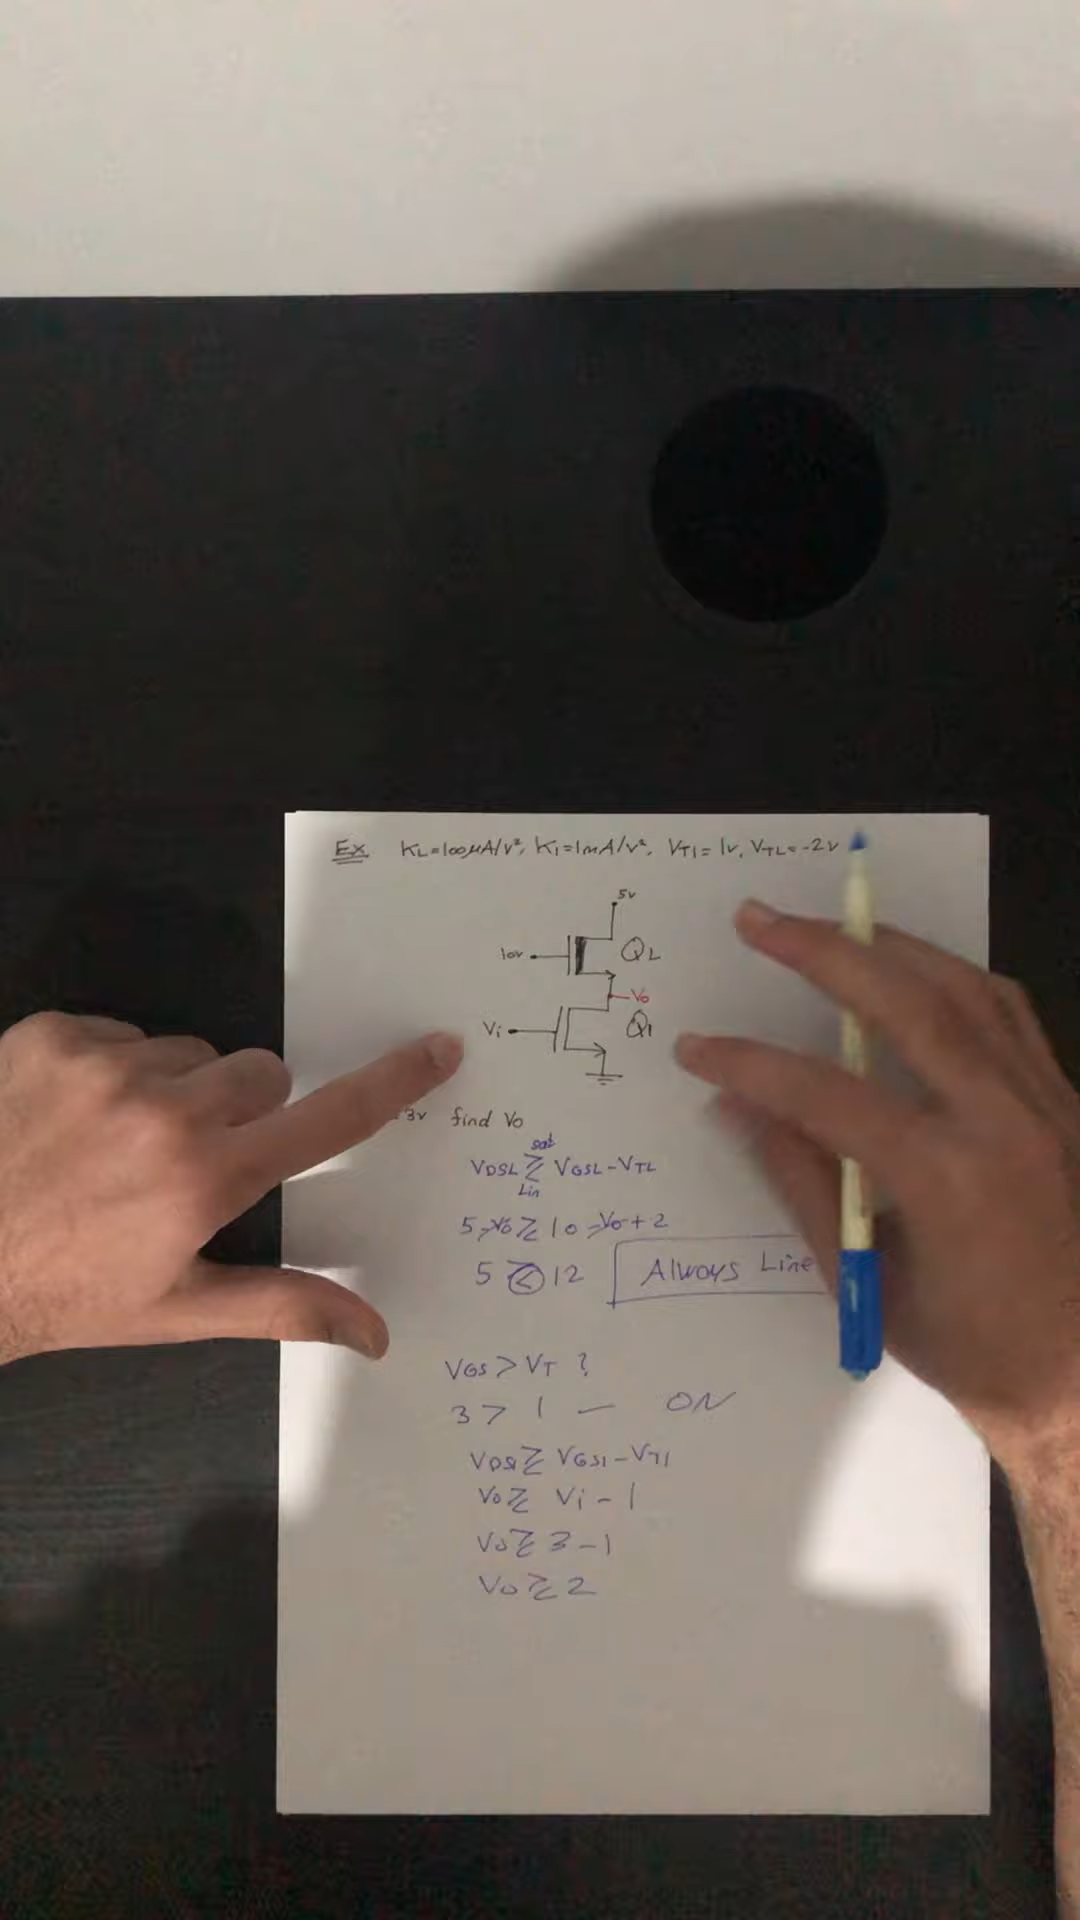 Ex KL=100μA/V², K1=1mA/V², VT1=1V, VTL=-2V
5V
10V
QL
Vo
Vi
Q1
3V find Vo
sat
VDSL ≷ VGSL-VTL
Lin
5-Vo ≷ 10-Vo+2
5 < 12 Always Line
VGS > VT ?
3 > 1 — ON
VDS1 ≷ VGS1-VT1
Vo ≷ Vi-1
Vo ≷ 3-1
Vo ≷ 2